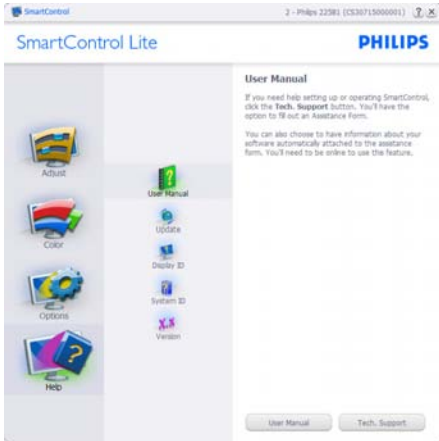 SmartControl
2 - Philips 22581 (CS30715000001)
SmartControl Lite
PHILIPS
Adjust
Color
Options
Help
User Manual
Update
Display ID
System ID
Version
User Manual
If you need help setting up or operating SmartControl,
click the Tech. Support button. You'll have the
option to fill out an Assistance Form.
You can also choose to have information about your
software automatically attached to the assistance
form. You'll need to be online to use the feature.
User Manual
Tech. Support